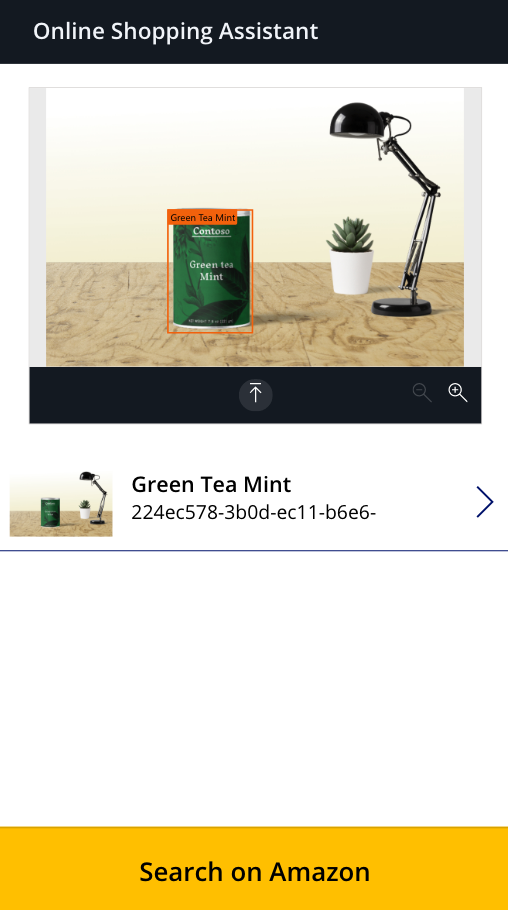 Online Shopping Assistant
Green Tea Mint
Contoso
Green tea
Mint
Green Tea Mint
224ec578-3b0d-ec11-b6e6-
Search on Amazon